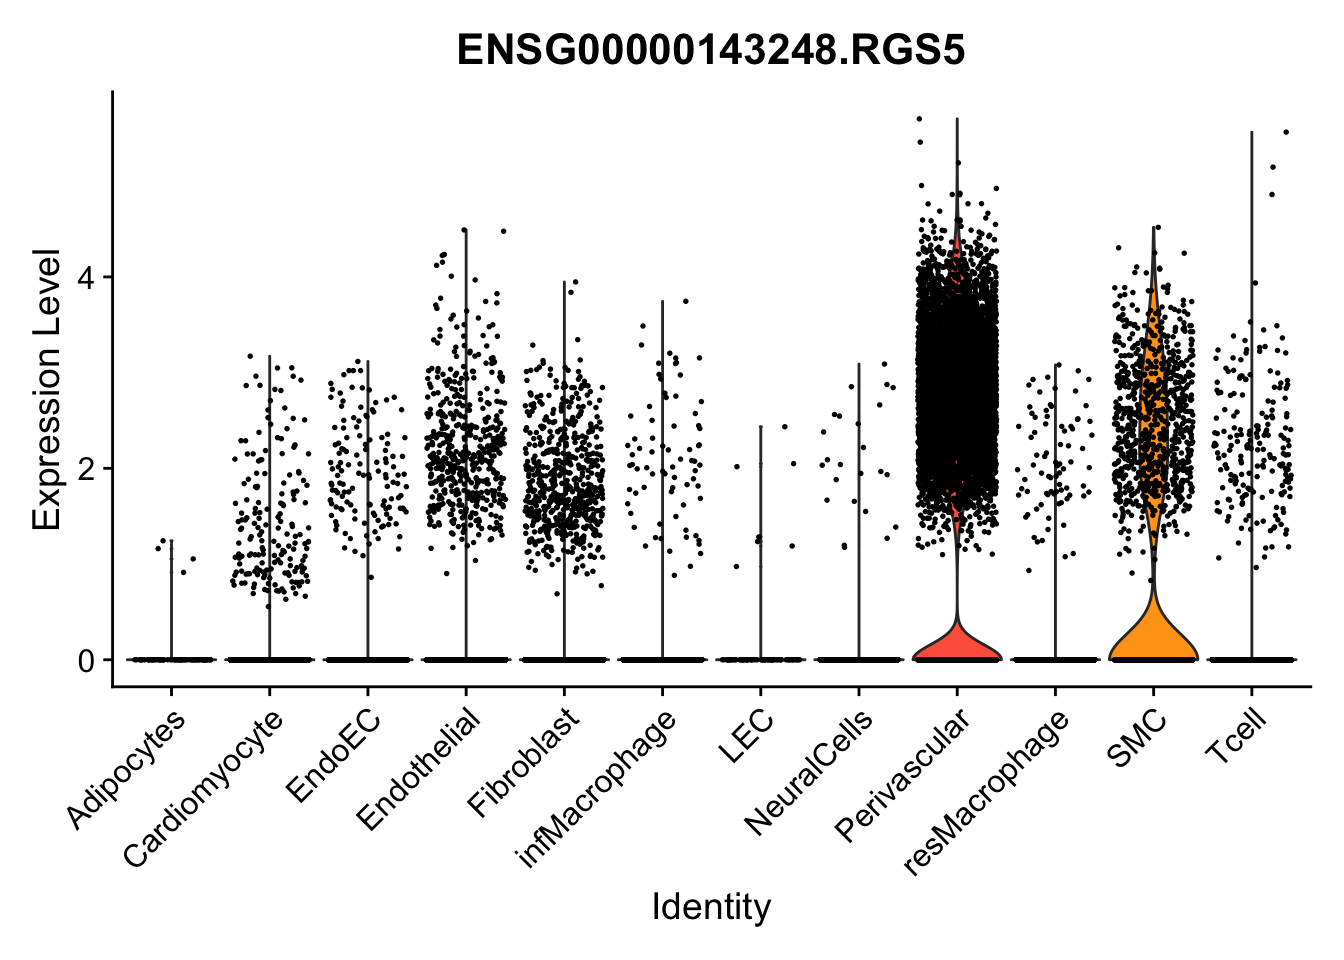 ENSG00000143248.RGS5
Expression Level
4
2
0
Adipocytes
Cardiomyocyte
EndoEC
Endothelial
Fibroblast
infMacrophage
LEC
NeuralCells
Perivascular
resMacrophage
SMC
Tcell
Identity